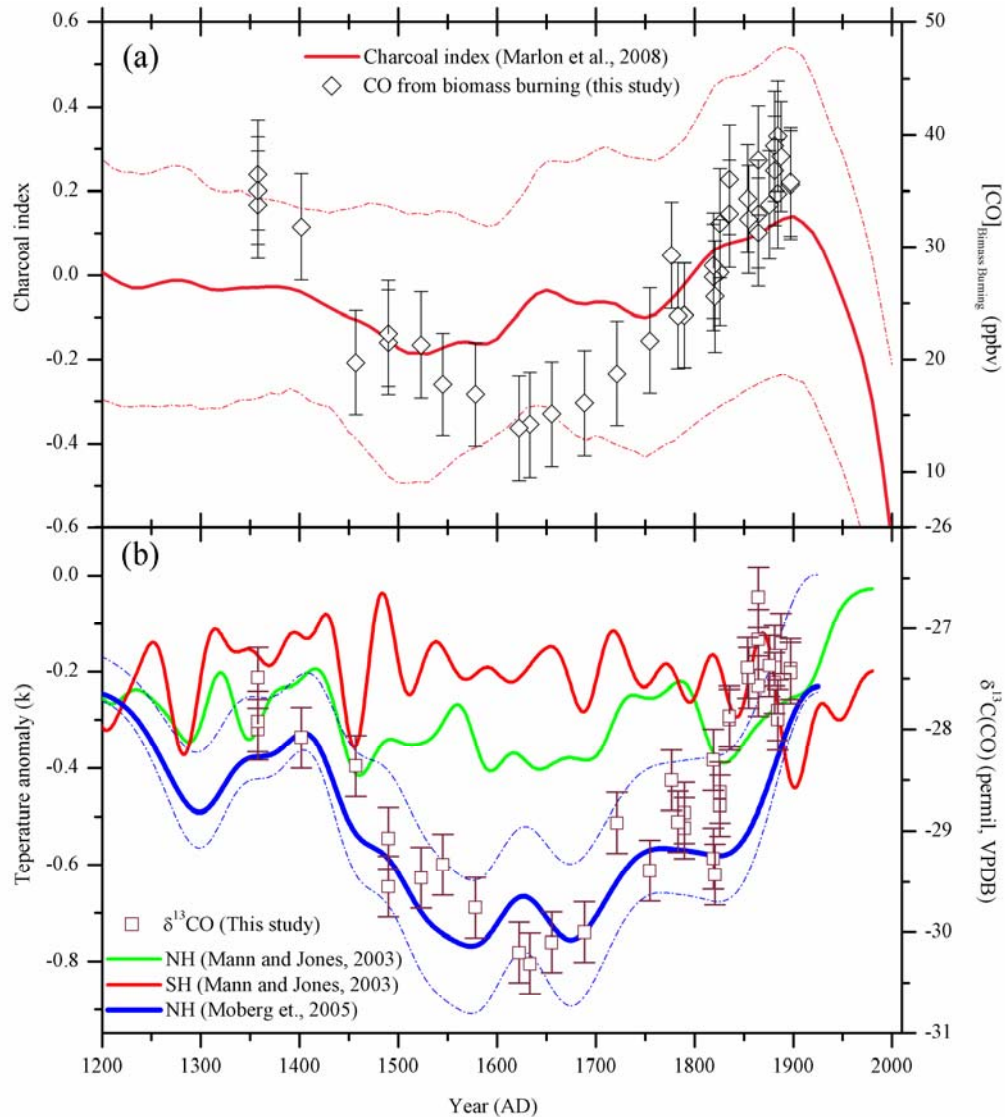 (a)
Charcoal index (Marlon et al., 2008)
CO from biomass burning (this study)
0.6
0.4
0.2
0.0
-0.2
-0.4
-0.6
Charcoal index
50
40
30
20
10
[CO]Bimass Burning (ppbv)
(b)
0.0
-0.2
-0.4
-0.6
-0.8
Teperature anomaly (k)
-26
-27
-28
-29
-30
-31
δ¹³C(CO) (permil, VPDB)
δ¹³CO (This study)
NH (Mann and Jones, 2003)
SH (Mann and Jones, 2003)
NH (Moberg et., 2005)
1200 1300 1400 1500 1600 1700 1800 1900 2000
Year (AD)